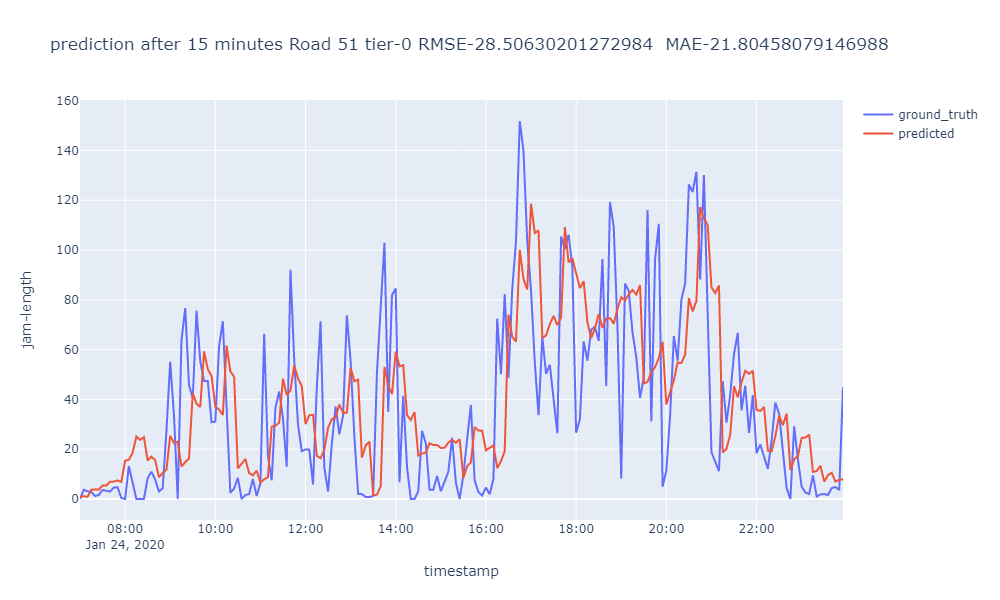 prediction after 15 minutes Road 51 tier-0 RMSE-28.50630201272984  MAE-21.80458079146988
ground_truth
predicted
160
140
120
100
80
60
40
20
0
jam-length
08:00 10:00 12:00 14:00 16:00 18:00 20:00 22:00
Jan 24, 2020
timestamp